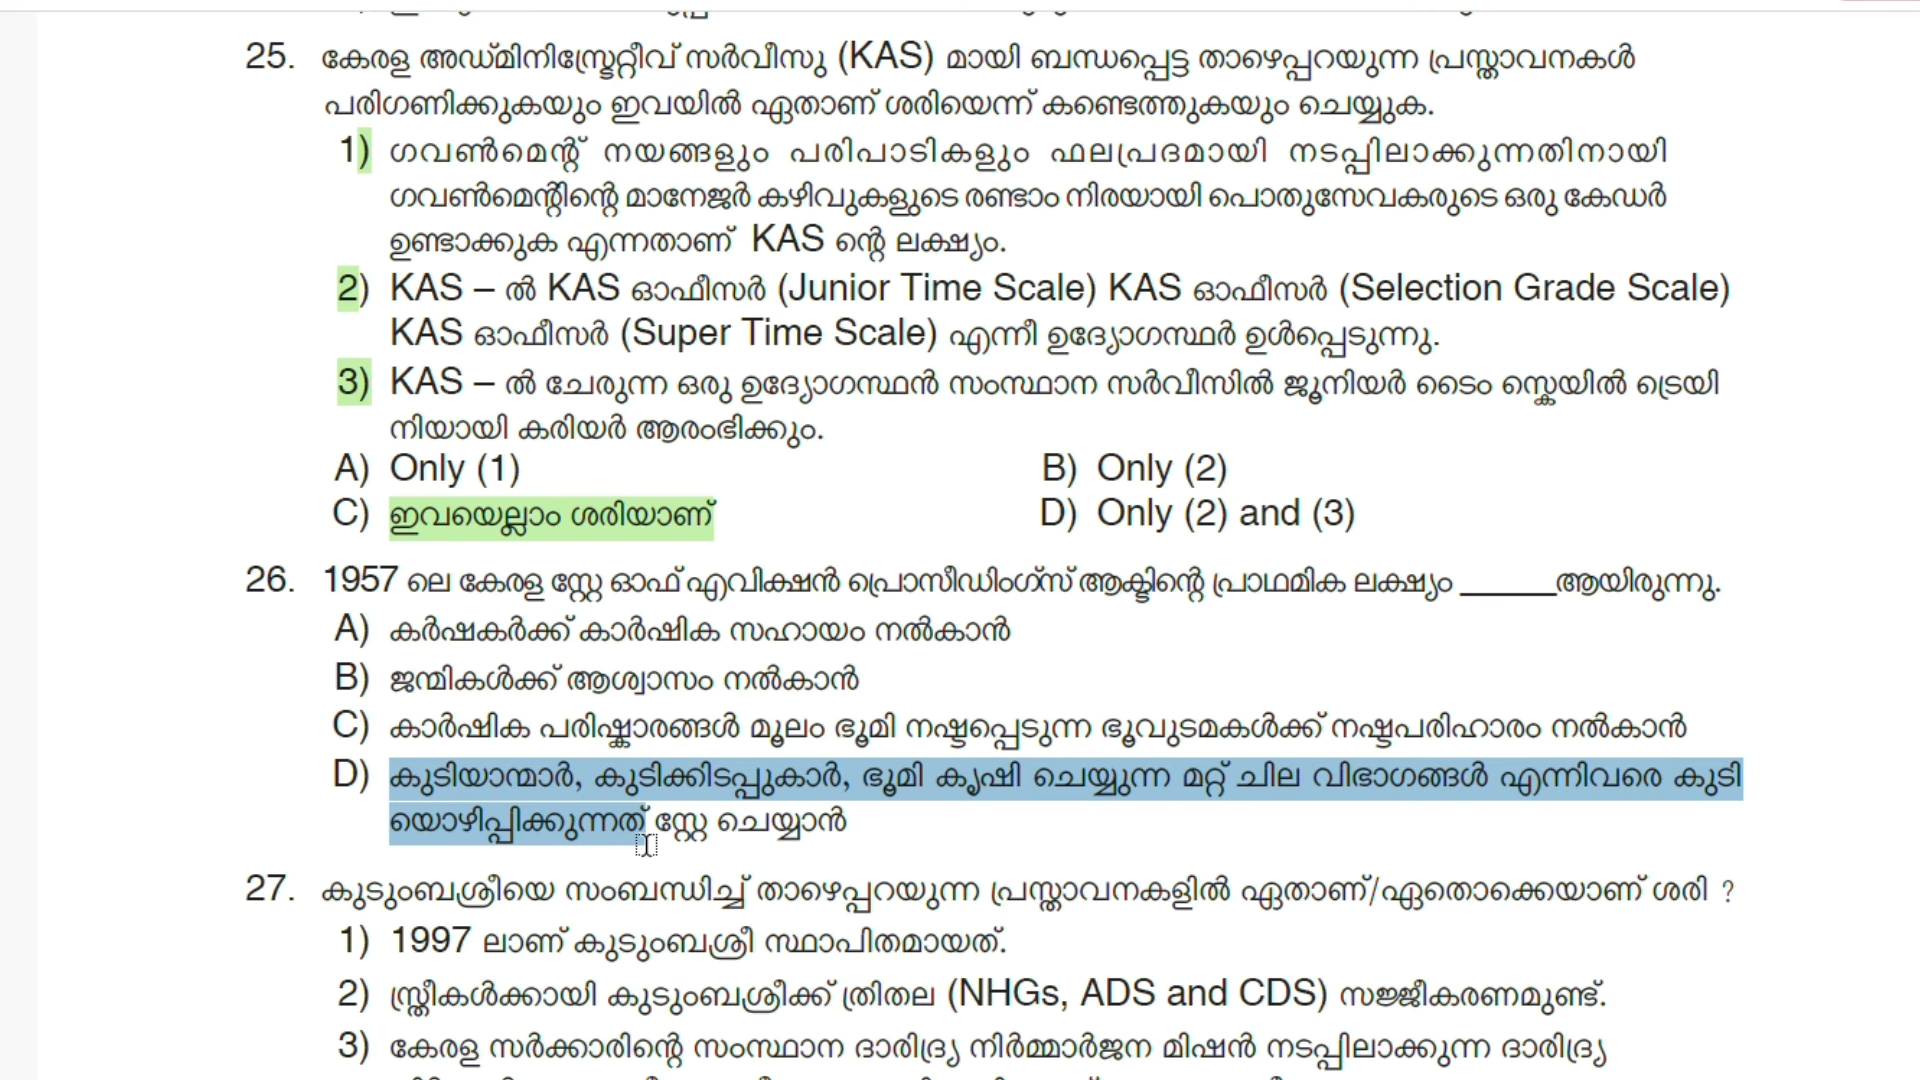 25. കേരള അഡ്മിനിസ്ട്രേറ്റീവ് സർവീസു (KAS) മായി ബന്ധപ്പെട്ട താഴെപ്പറയുന്ന പ്രസ്താവനകൾ
പരിഗണിക്കുകയും ഇവയിൽ ഏതാണ് ശരിയെന്ന് കണ്ടെത്തുകയും ചെയ്യുക.
1) ഗവൺമെന്റ് നയങ്ങളും പരിപാടികളും ഫലപ്രദമായി നടപ്പിലാക്കുന്നതിനായി
ഗവൺമെന്റിന്റെ മാനേജർ കഴിവുകളുടെ രണ്ടാം നിരയായി പൊതുസേവകരുടെ ഒരു കേഡർ
ഉണ്ടാക്കുക എന്നതാണ് KAS ന്റെ ലക്ഷ്യം.
2) KAS – ൽ KAS ഓഫീസർ (Junior Time Scale) KAS ഓഫീസർ (Selection Grade Scale)
KAS ഓഫീസർ (Super Time Scale) എന്നീ ഉദ്യോഗസ്ഥർ ഉൾപ്പെടുന്നു.
3) KAS – ൽ ചേരുന്ന ഒരു ഉദ്യോഗസ്ഥൻ സംസ്ഥാന സർവീസിൽ ജൂനിയർ ടൈം സ്കെയിൽ ട്രെയി
നിയായി കരിയർ ആരംഭിക്കും.
A) Only (1) B) Only (2)
C) ഇവയെല്ലാം ശരിയാണ് D) Only (2) and (3)
26. 1957 ലെ കേരള സ്റ്റേ ഓഫ് എവിക്ഷൻ പ്രൊസീഡിംഗ്സ് ആക്ടിന്റെ പ്രാഥമിക ലക്ഷ്യം ______ആയിരുന്നു.
A) കർഷകർക്ക് കാർഷിക സഹായം നൽകാൻ
B) ജന്മികൾക്ക് ആശ്വാസം നൽകാൻ
C) കാർഷിക പരിഷ്കാരങ്ങൾ മൂലം ഭൂമി നഷ്ടപ്പെടുന്ന ഭൂവുടമകൾക്ക് നഷ്ടപരിഹാരം നൽകാൻ
D) കുടിയാന്മാർ, കുടിക്കിടപ്പുകാർ, ഭൂമി കൃഷി ചെയ്യുന്ന മറ്റ് ചില വിഭാഗങ്ങൾ എന്നിവരെ കുടി
യൊഴിപ്പിക്കുന്നത് സ്റ്റേ ചെയ്യാൻ
27. കുടുംബശ്രീയെ സംബന്ധിച്ച് താഴെപ്പറയുന്ന പ്രസ്താവനകളിൽ ഏതാണ്/ഏതൊക്കെയാണ് ശരി ?
1) 1997 ലാണ് കുടുംബശ്രീ സ്ഥാപിതമായത്.
2) സ്ത്രീകൾക്കായി കുടുംബശ്രീക്ക് ത്രിതല (NHGs, ADS and CDS) സജ്ജീകരണമുണ്ട്.
3) കേരള സർക്കാരിന്റെ സംസ്ഥാന ദാരിദ്ര്യ നിർമ്മാർജന മിഷൻ നടപ്പിലാക്കുന്ന ദാരിദ്ര്യ